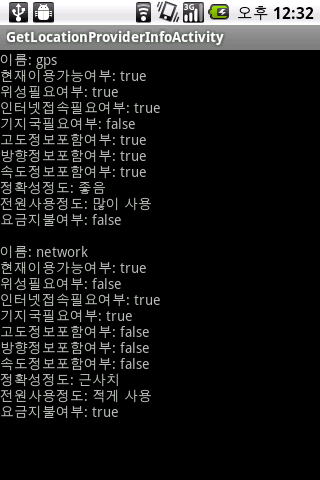 3G
오후 12:32
GetLocationProviderInfoActivity
이름: gps
현재이용가능여부: true
위성필요여부: true
인터넷접속필요여부: true
기지국필요여부: false
고도정보포함여부: true
방향정보포함여부: true
속도정보포함여부: true
정확성정도: 좋음
전원사용정도: 많이 사용
요금지불여부: false
이름: network
현재이용가능여부: true
위성필요여부: false
인터넷접속필요여부: true
기지국필요여부: true
고도정보포함여부: false
방향정보포함여부: false
속도정보포함여부: false
정확성정도: 근사치
전원사용정도: 적게 사용
요금지불여부: true